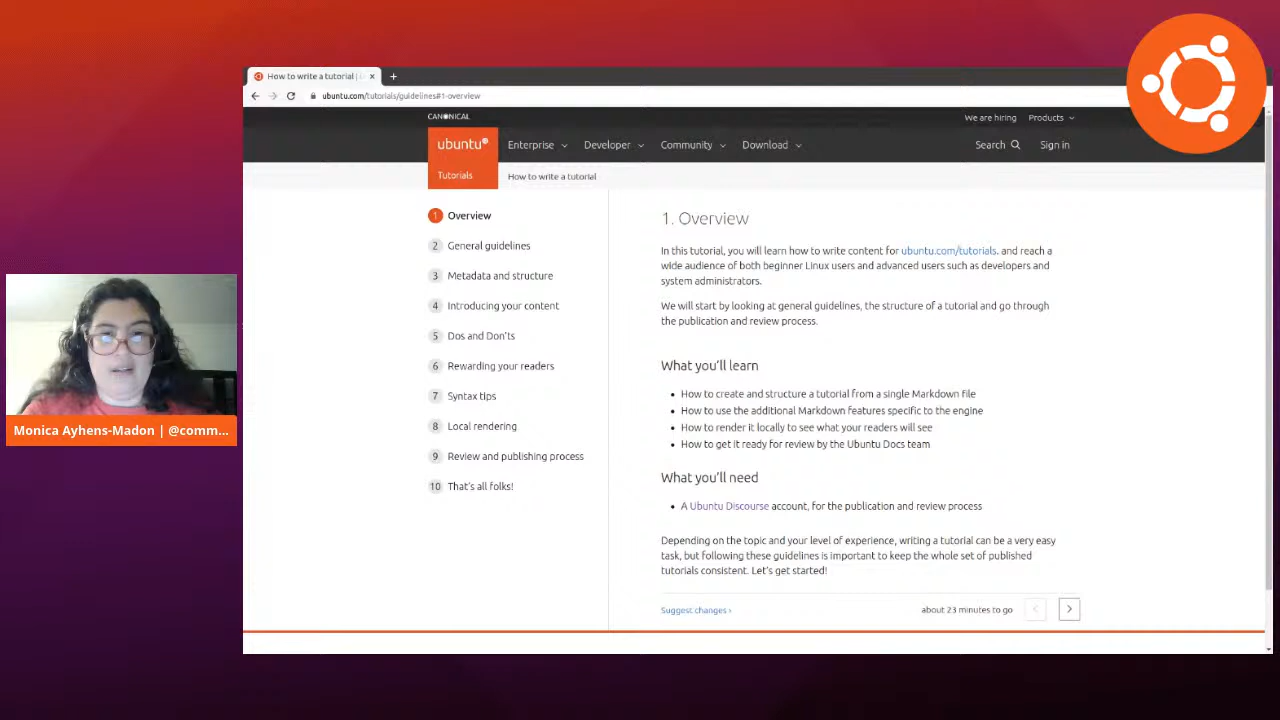 How to write a tutorial |
ubuntu.com/tutorials/guidelines#1-overview
CANONICAL
We are hiring
Products
ubuntu®
Enterprise
Developer
Community
Download
Search
Sign in
Tutorials
How to write a tutorial
1 Overview
2 General guidelines
3 Metadata and structure
4 Introducing your content
5 Dos and Don'ts
6 Rewarding your readers
7 Syntax tips
8 Local rendering
9 Review and publishing process
10 That's all folks!
1. Overview
In this tutorial, you will learn how to write content for ubuntu.com/tutorials. and reach a
wide audience of both beginner Linux users and advanced users such as developers and
system administrators.
We will start by looking at general guidelines, the structure of a tutorial and go through
the publication and review process.
What you'll learn
• How to create and structure a tutorial from a single Markdown file
• How to use the additional Markdown features specific to the engine
• How to render it locally to see what your readers will see
• How to get it ready for review by the Ubuntu Docs team
What you'll need
• A Ubuntu Discourse account, for the publication and review process
Depending on the topic and your level of experience, writing a tutorial can be a very easy
task, but following these guidelines is important to keep the whole set of published
tutorials consistent. Let's get started!
Suggest changes ›
about 23 minutes to go
Monica Ayhens-Madon | @comm...